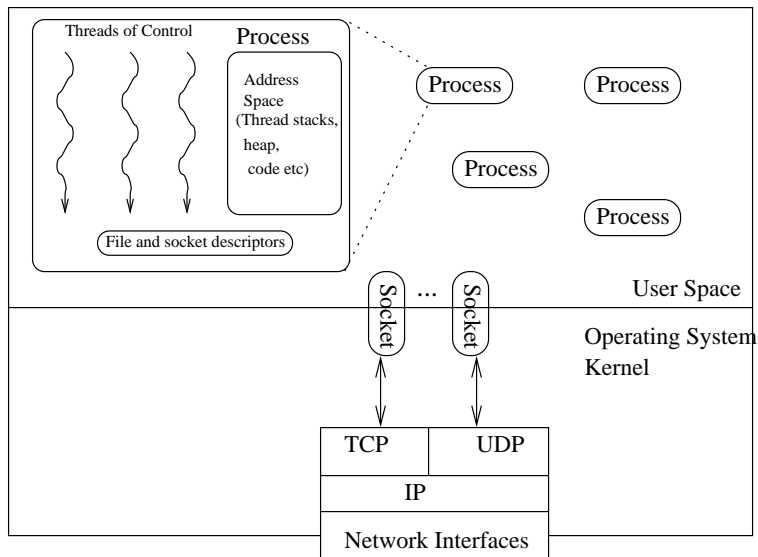 Threads of Control
Process
Address
Space
(Thread stacks,
heap,
code etc)
File and socket descriptors
Process
Process
Process
Process
Socket
...
Socket
User Space
Operating System
Kernel
TCP
UDP
IP
Network Interfaces